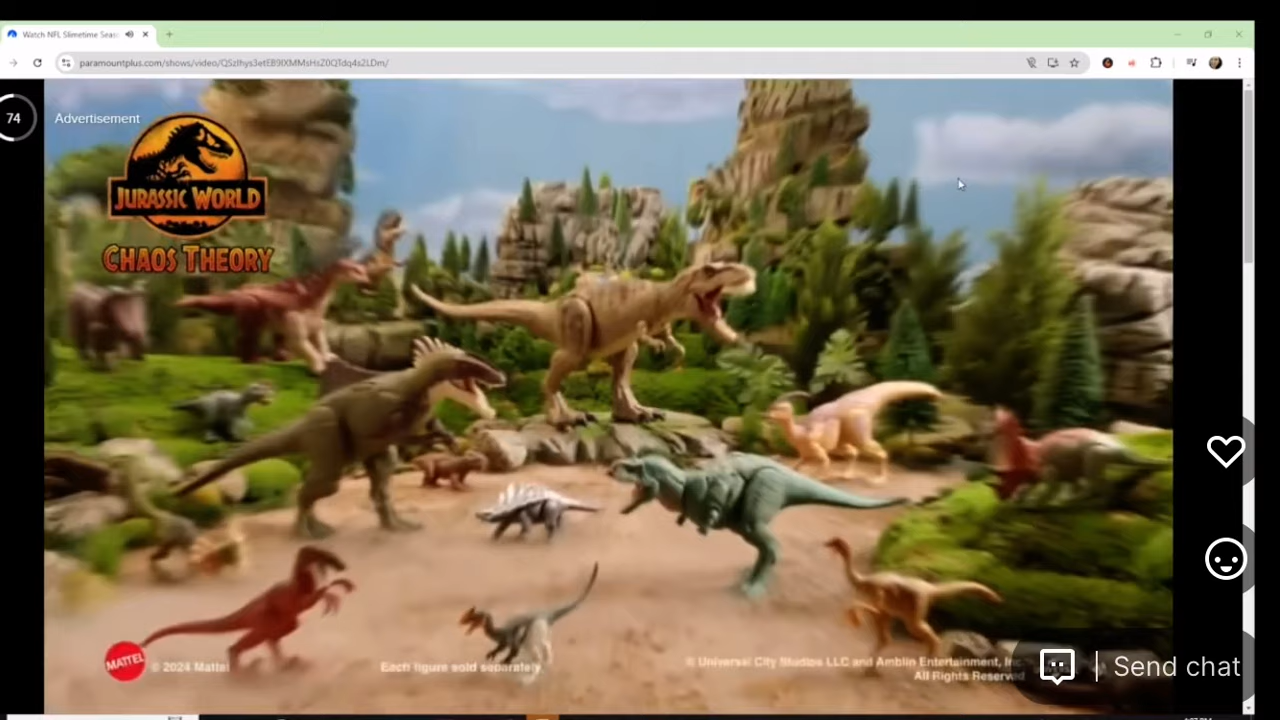 Watch NFL Slimetime Seas
paramountplus.com/shows/video/QSzlhys3etEB9IXMMsHsZ0QTdq4s2LDm/
74
Advertisement
JURASSIC WORLD
CHAOS THEORY
MATTEL
© 2024 Mattel
Each figure sold separately
© Universal City Studios LLC and Amblin Entertainment, Inc.
All Rights Reserved
Send chat